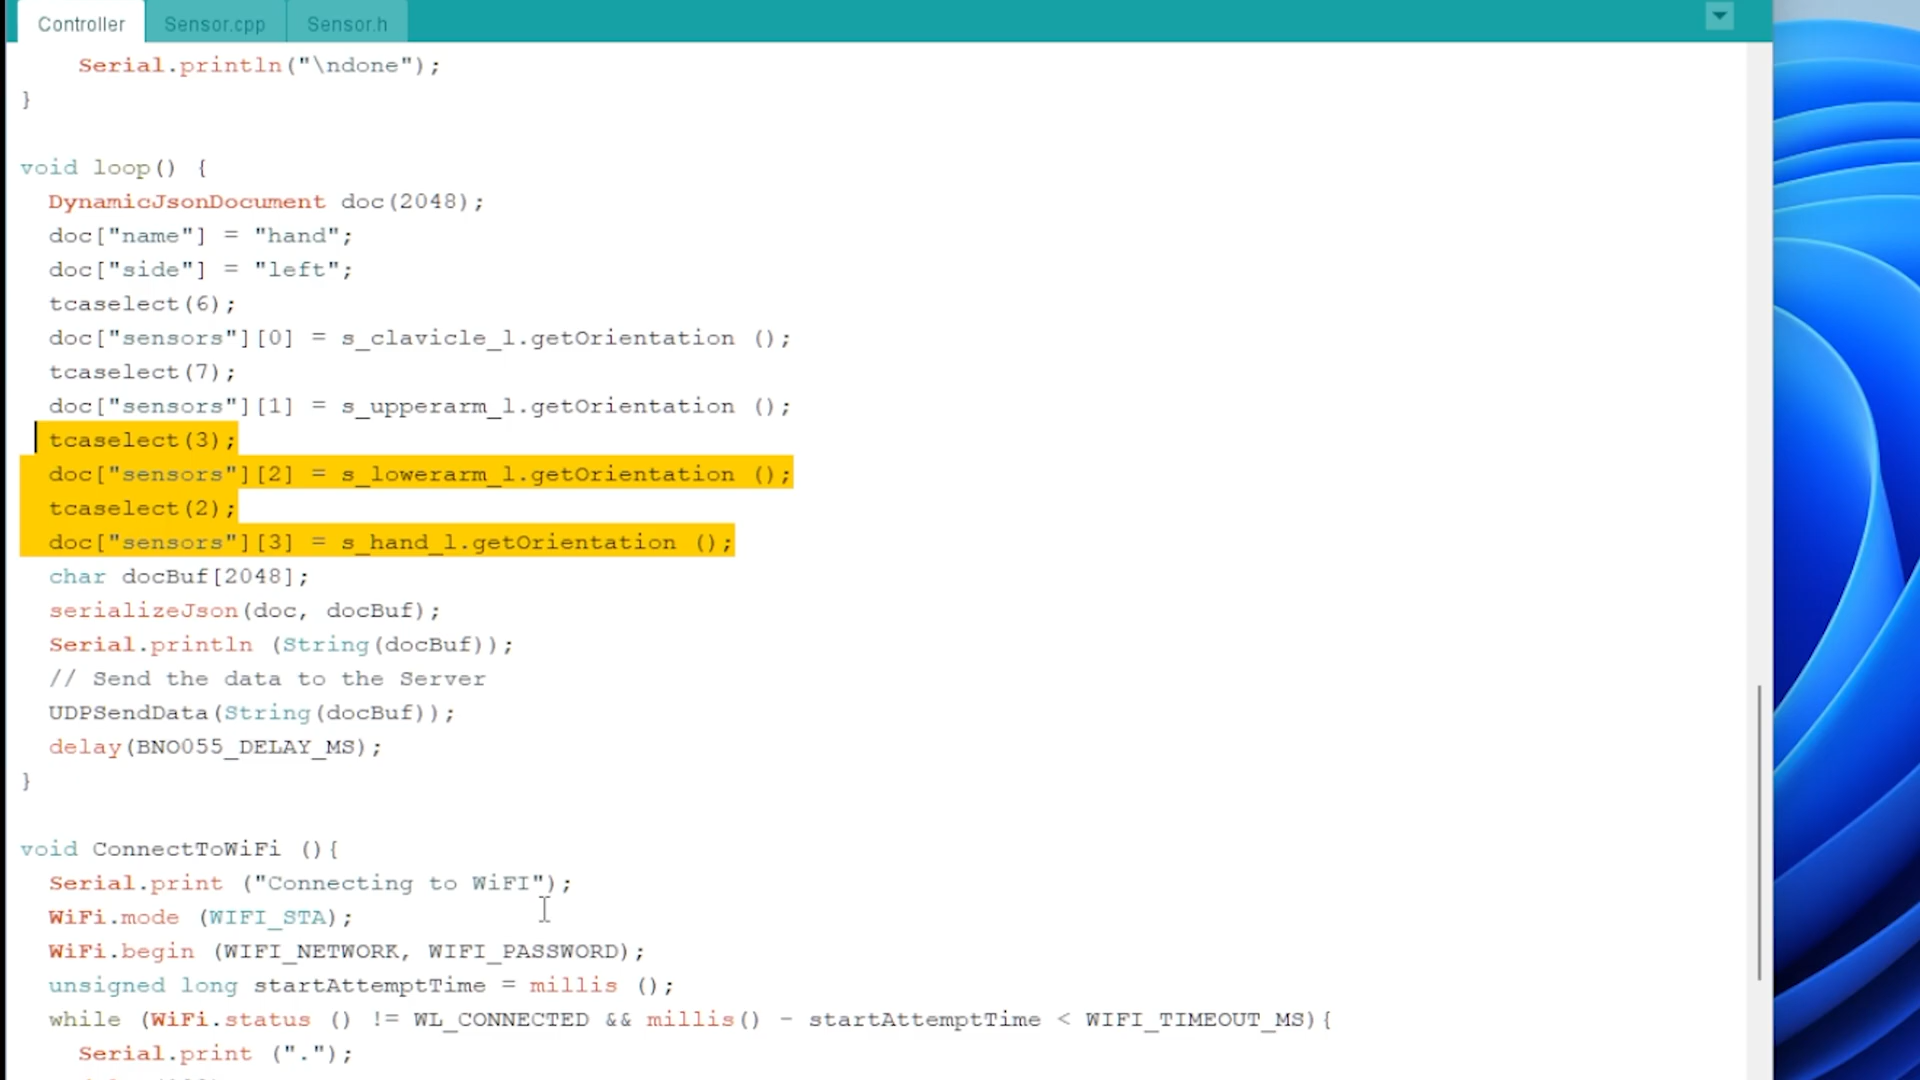 Controller Sensor.cpp Sensor.h
Serial.println("\ndone");
}
void loop() {
DynamicJsonDocument doc(2048);
doc["name"] = "hand";
doc["side"] = "left";
tcaselect(6);
doc["sensors"][0] = s_clavicle_l.getOrientation ();
tcaselect(7);
doc["sensors"][1] = s_upperarm_l.getOrientation ();
tcaselect(3);
doc["sensors"][2] = s_lowerarm_l.getOrientation ();
tcaselect(2);
doc["sensors"][3] = s_hand_l.getOrientation ();
char docBuf[2048];
serializeJson(doc, docBuf);
Serial.println (String(docBuf));
// Send the data to the Server
UDPSendData(String(docBuf));
delay(BNO055_DELAY_MS);
}
void ConnectToWiFi (){
Serial.print ("Connecting to WiFI");
WiFi.mode (WIFI_STA);
WiFi.begin (WIFI_NETWORK, WIFI_PASSWORD);
unsigned long startAttemptTime = millis ();
while (WiFi.status () != WL_CONNECTED && millis() - startAttemptTime < WIFI_TIMEOUT_MS){
Serial.print (".");